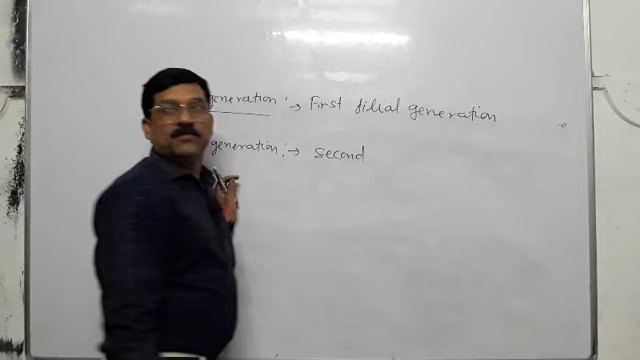 generation :→ First filial generation
generation :→ Second